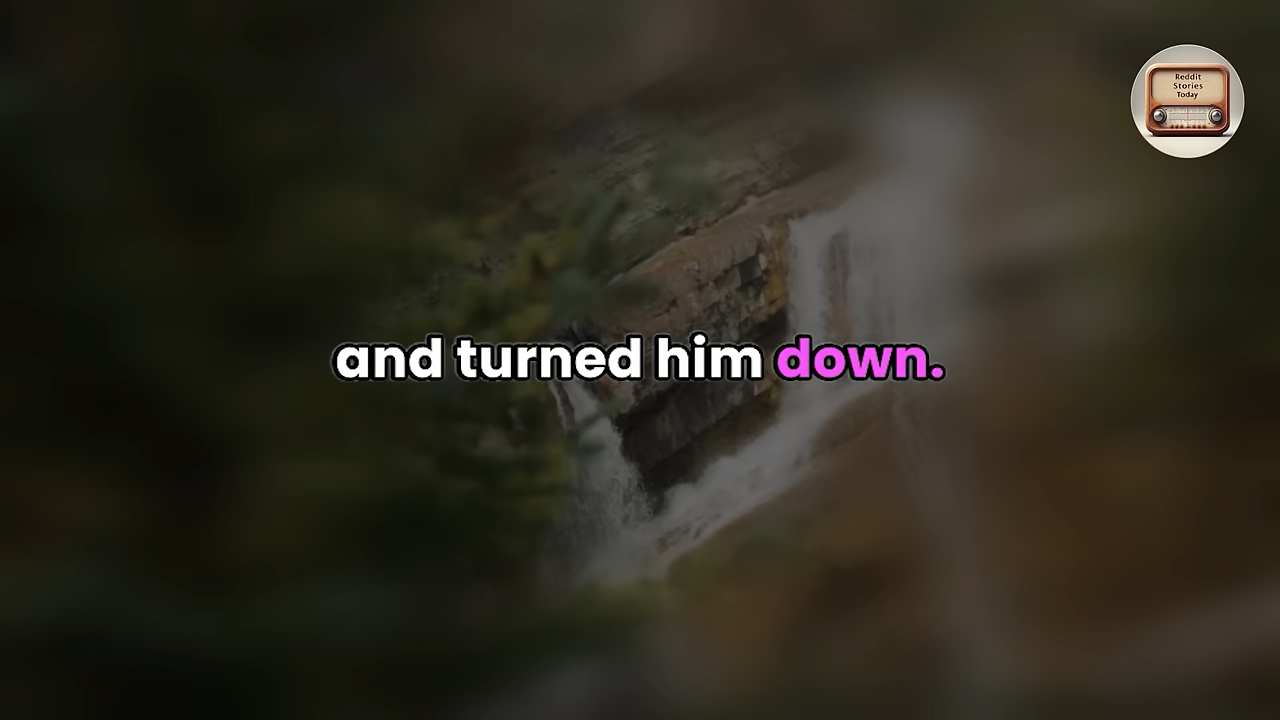 Reddit
Stories
Today
and turned him down.